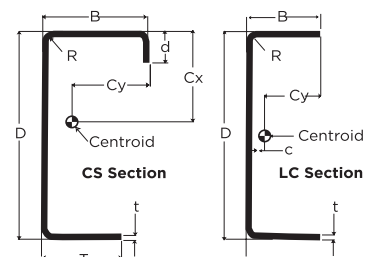 B
B
d
R
R
Cx
Cy
Cy
D
D
Centroid
Centroid
c
CS Section
LC Section
t
t
T